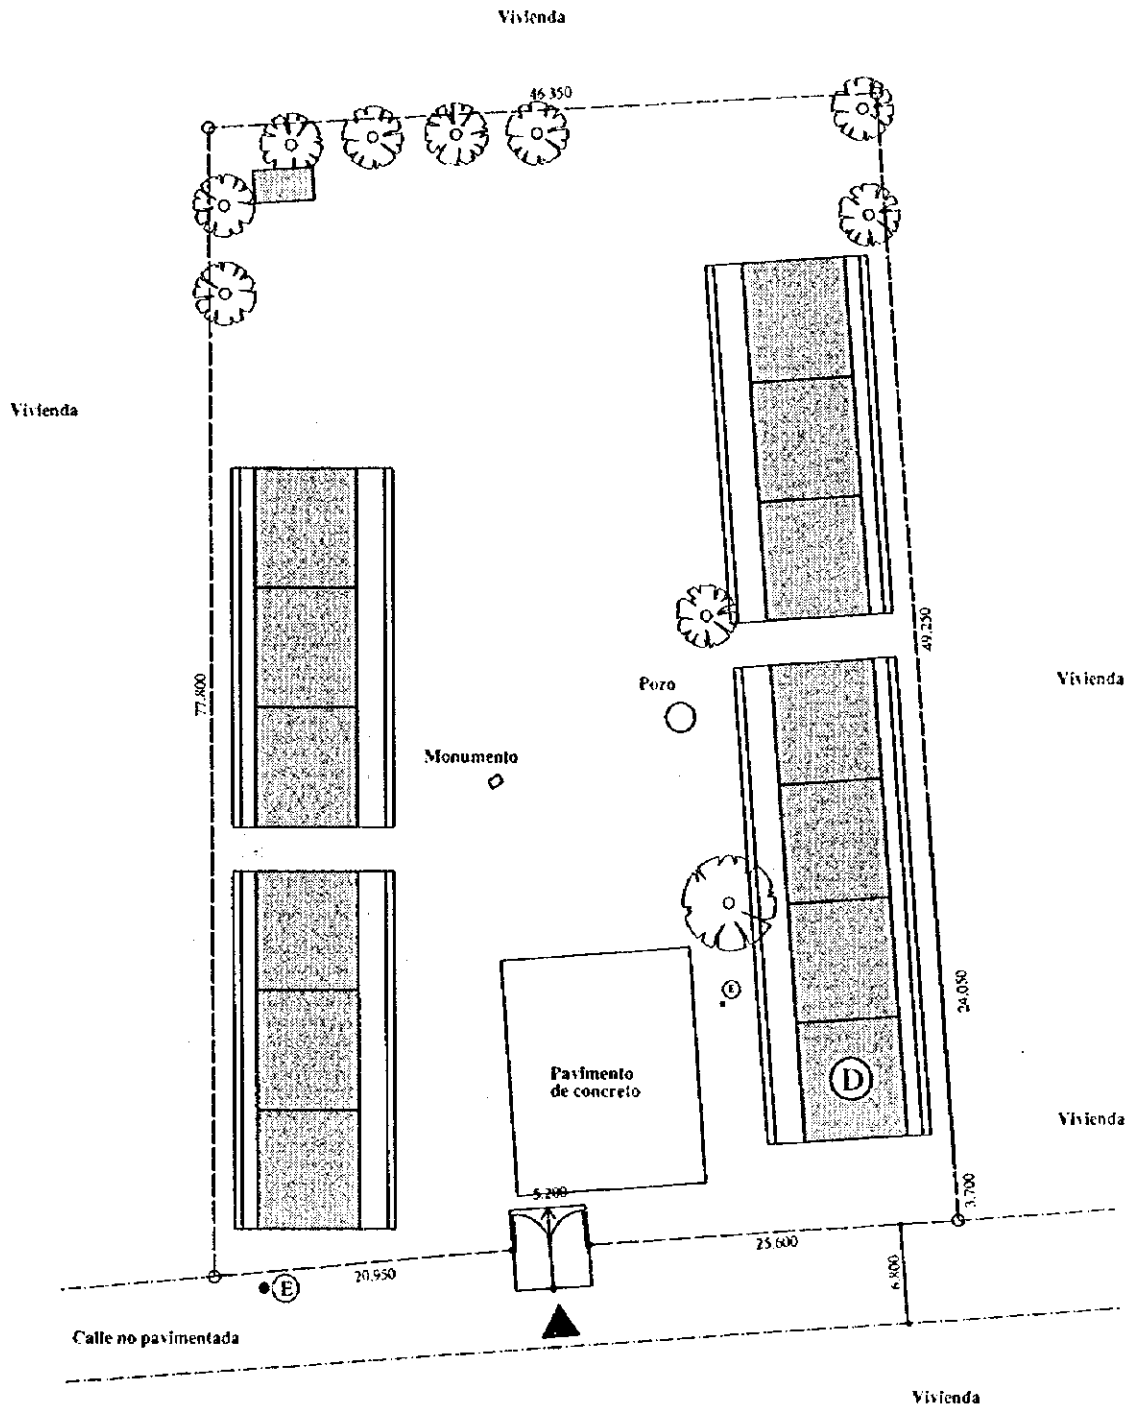 Vivienda
46.350
Vivienda
77.800
49.250
Pozo
Vivienda
Monumento
E
24.050
Pavimento
de concreto
D
Vivienda
5.200
3.700
25.600
20.950
6.800
E
Calle no pavimentada
Vivienda